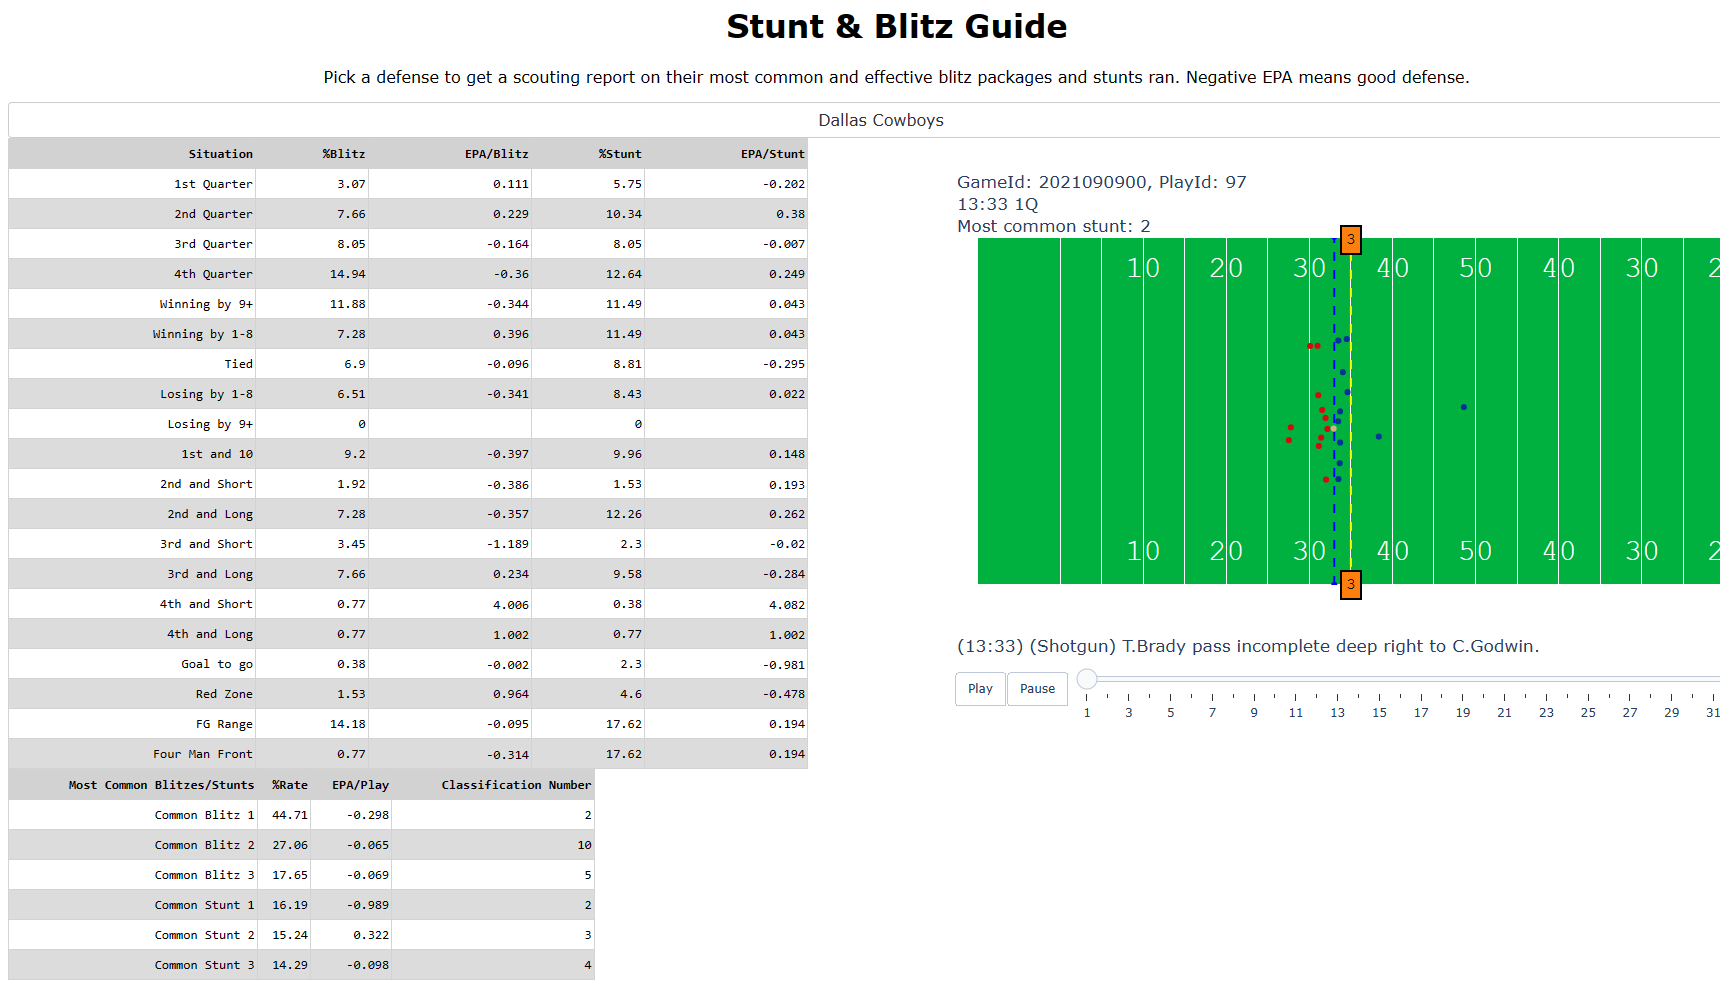 Stunt & Blitz Guide
Pick a defense to get a scouting report on their most common and effective blitz packages and stunts ran. Negative EPA means good defense.
Dallas Cowboys
Situation %Blitz EPA/Blitz %Stunt EPA/Stunt
1st Quarter 3.07 0.111 5.75 -0.202
2nd Quarter 7.66 0.229 10.34 0.38
3rd Quarter 8.05 -0.164 8.05 -0.007
4th Quarter 14.94 -0.36 12.64 0.249
Winning by 9+ 11.88 -0.344 11.49 0.043
Winning by 1-8 7.28 0.396 11.49 0.043
Tied 6.9 -0.096 8.81 -0.295
Losing by 1-8 6.51 -0.341 8.43 0.022
Losing by 9+ 0 0
1st and 10 9.2 -0.397 9.96 0.148
2nd and Short 1.92 -0.386 1.53 0.193
2nd and Long 7.28 -0.357 12.26 0.262
3rd and Short 3.45 -1.189 2.3 -0.02
3rd and Long 7.66 0.234 9.58 -0.284
4th and Short 0.77 4.006 0.38 4.082
4th and Long 0.77 1.002 0.77 1.002
Goal to go 0.38 -0.002 2.3 -0.981
Red Zone 1.53 0.964 4.6 -0.478
FG Range 14.18 -0.095 17.62 0.194
Four Man Front 0.77 -0.314 17.62 0.194
Most Common Blitzes/Stunts %Rate EPA/Play Classification Number
Common Blitz 1 44.71 -0.298 2
Common Blitz 2 27.06 -0.065 10
Common Blitz 3 17.65 -0.069 5
Common Stunt 1 16.19 -0.989 2
Common Stunt 2 15.24 0.322 3
Common Stunt 3 14.29 -0.098 4
GameId: 2021090900, PlayId: 97
13:33 1Q
Most common stunt: 2
3
10 20 30 40 50 40 30 2
10 20 30 40 50 40 30 2
3
(13:33) (Shotgun) T.Brady pass incomplete deep right to C.Godwin.
Play Pause
1 3 5 7 9 11 13 15 17 19 21 23 25 27 29 31